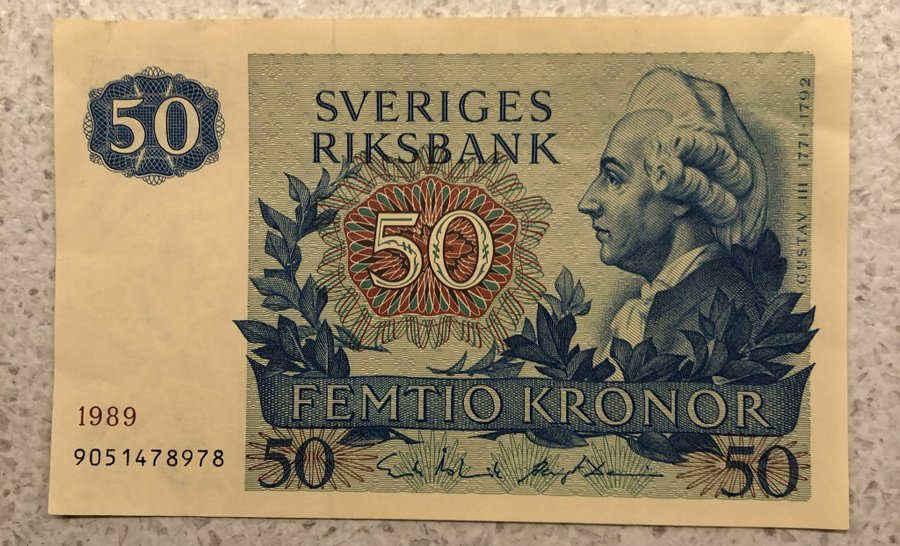 50
SVERIGES
RIKSBANK
50
GUSTAV III 1771-1792
FEMTIO KRONOR
1989
9051478978
50
50